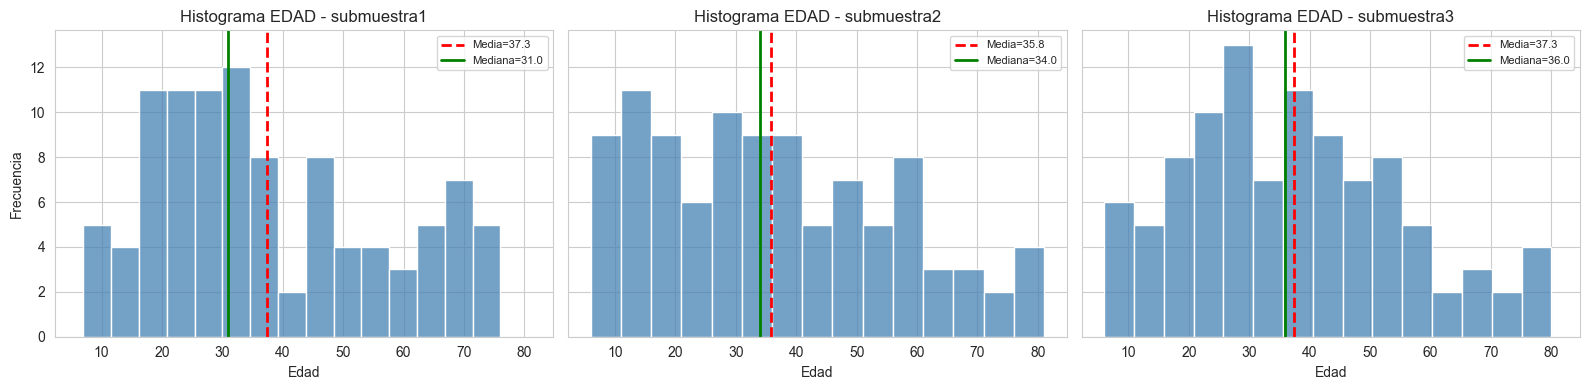 Histograma EDAD - submuestra1
Media=37.3
Mediana=31.0
Frecuencia
12
10
8
6
4
2
0
10 20 30 40 50 60 70 80
Edad
Histograma EDAD - submuestra2
Media=35.8
Mediana=34.0
10 20 30 40 50 60 70 80
Edad
Histograma EDAD - submuestra3
Media=37.3
Mediana=36.0
10 20 30 40 50 60 70 80
Edad